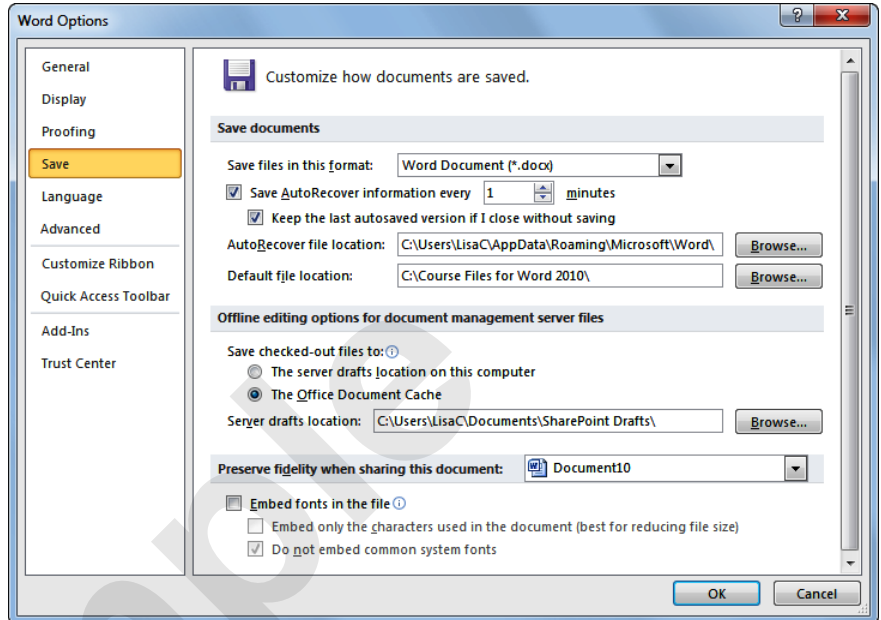 Word Options
General
Display
Proofing
Save
Language
Advanced
Customize Ribbon
Quick Access Toolbar
Add-Ins
Trust Center
Customize how documents are saved.
Save documents
Save files in this format: Word Document (*.docx)
Save AutoRecover information every 1 minutes
Keep the last autosaved version if I close without saving
AutoRecover file location: C:\Users\LisaC\AppData\Roaming\Microsoft\Word\ Browse...
Default file location: C:\Course Files for Word 2010\ Browse...
Offline editing options for document management server files
Save checked-out files to:
The server drafts location on this computer
The Office Document Cache
Server drafts location: C:\Users\LisaC\Documents\SharePoint Drafts\ Browse...
Preserve fidelity when sharing this document: Document10
Embed fonts in the file
Embed only the characters used in the document (best for reducing file size)
Do not embed common system fonts
OK Cancel